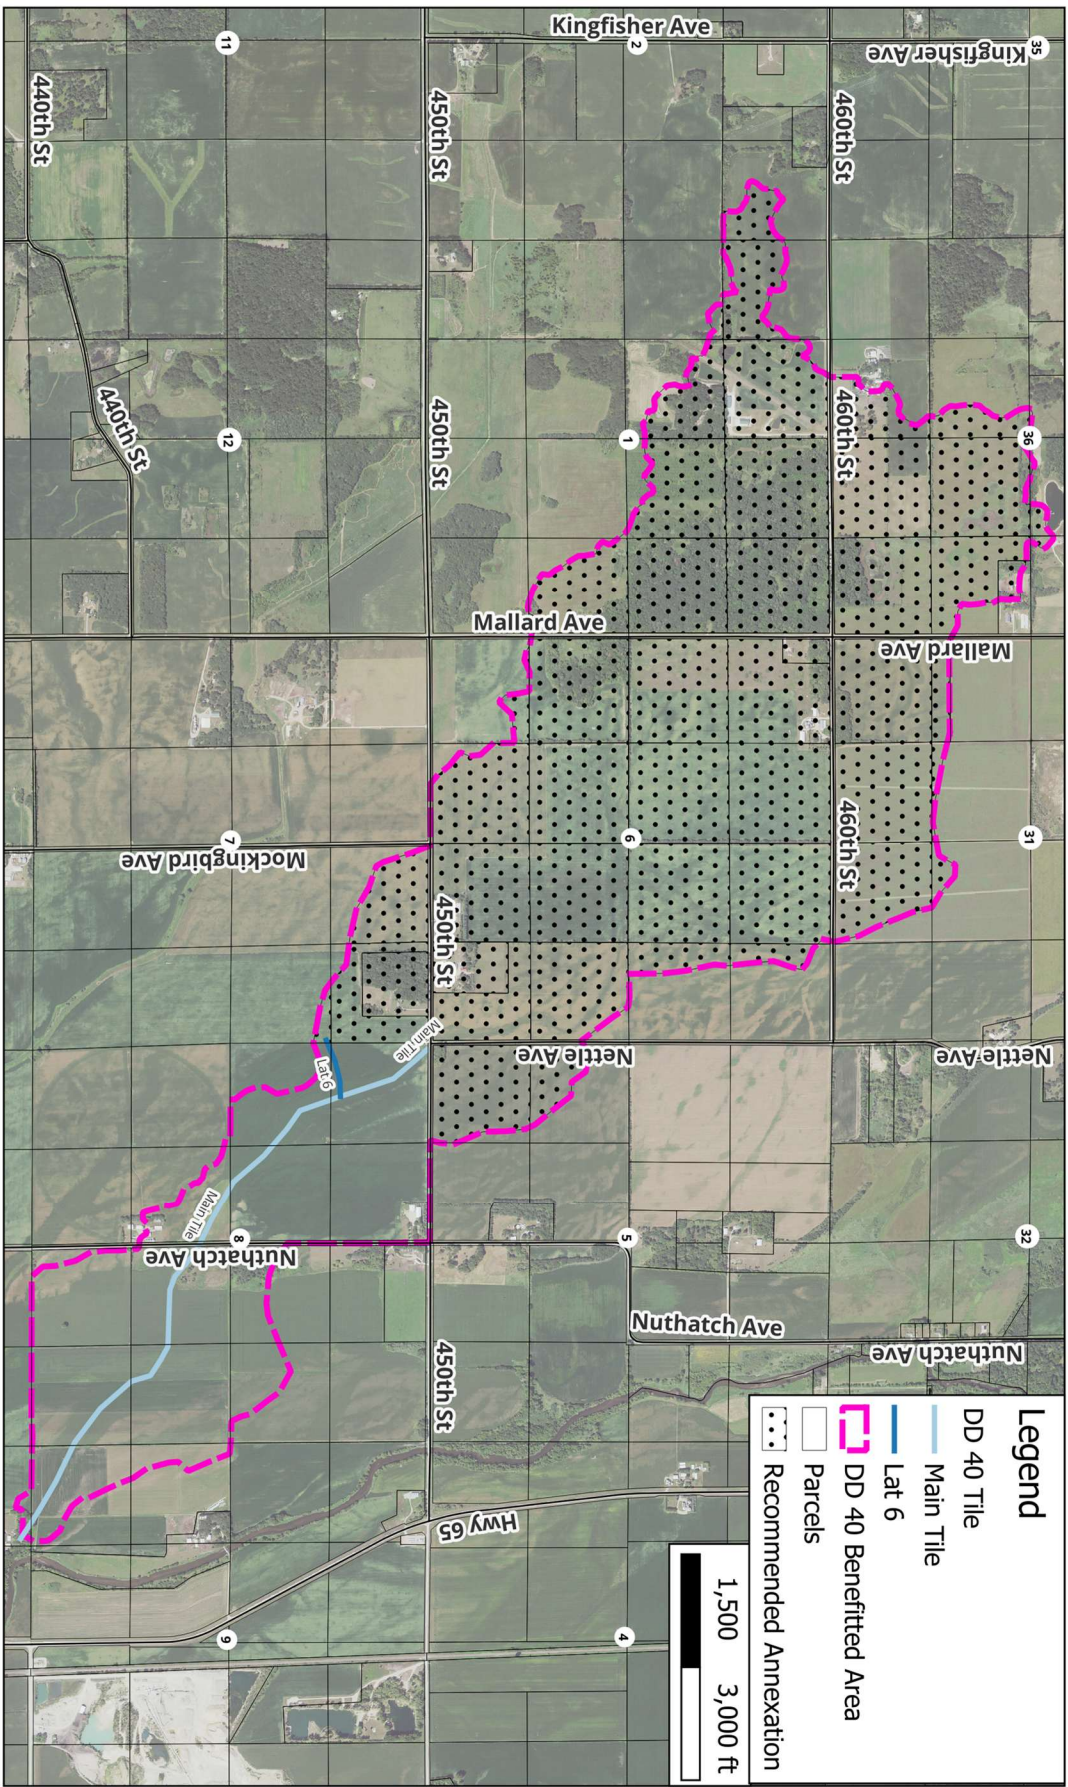 Legend
DD 40 Tile
Main Tile
Lat 6
DD 40 Benefitted Area
Parcels
Recommended Annexation
1,500
3,000 ft
35
36
31
32
Kingfisher Ave
Mallard Ave
Nettle Ave
Nuthatch Ave
460th St
460th St
460th St
Kingfisher Ave
2
1
6
5
4
Mallard Ave
Nettle Ave
Nuthatch Ave
450th St
450th St
450th St
450th St
Hwy 65
Main Tile
Lat 6
Mockingbird Ave
Main Tile
Nuthatch Ave
11
12
7
8
9
440th St
440th St